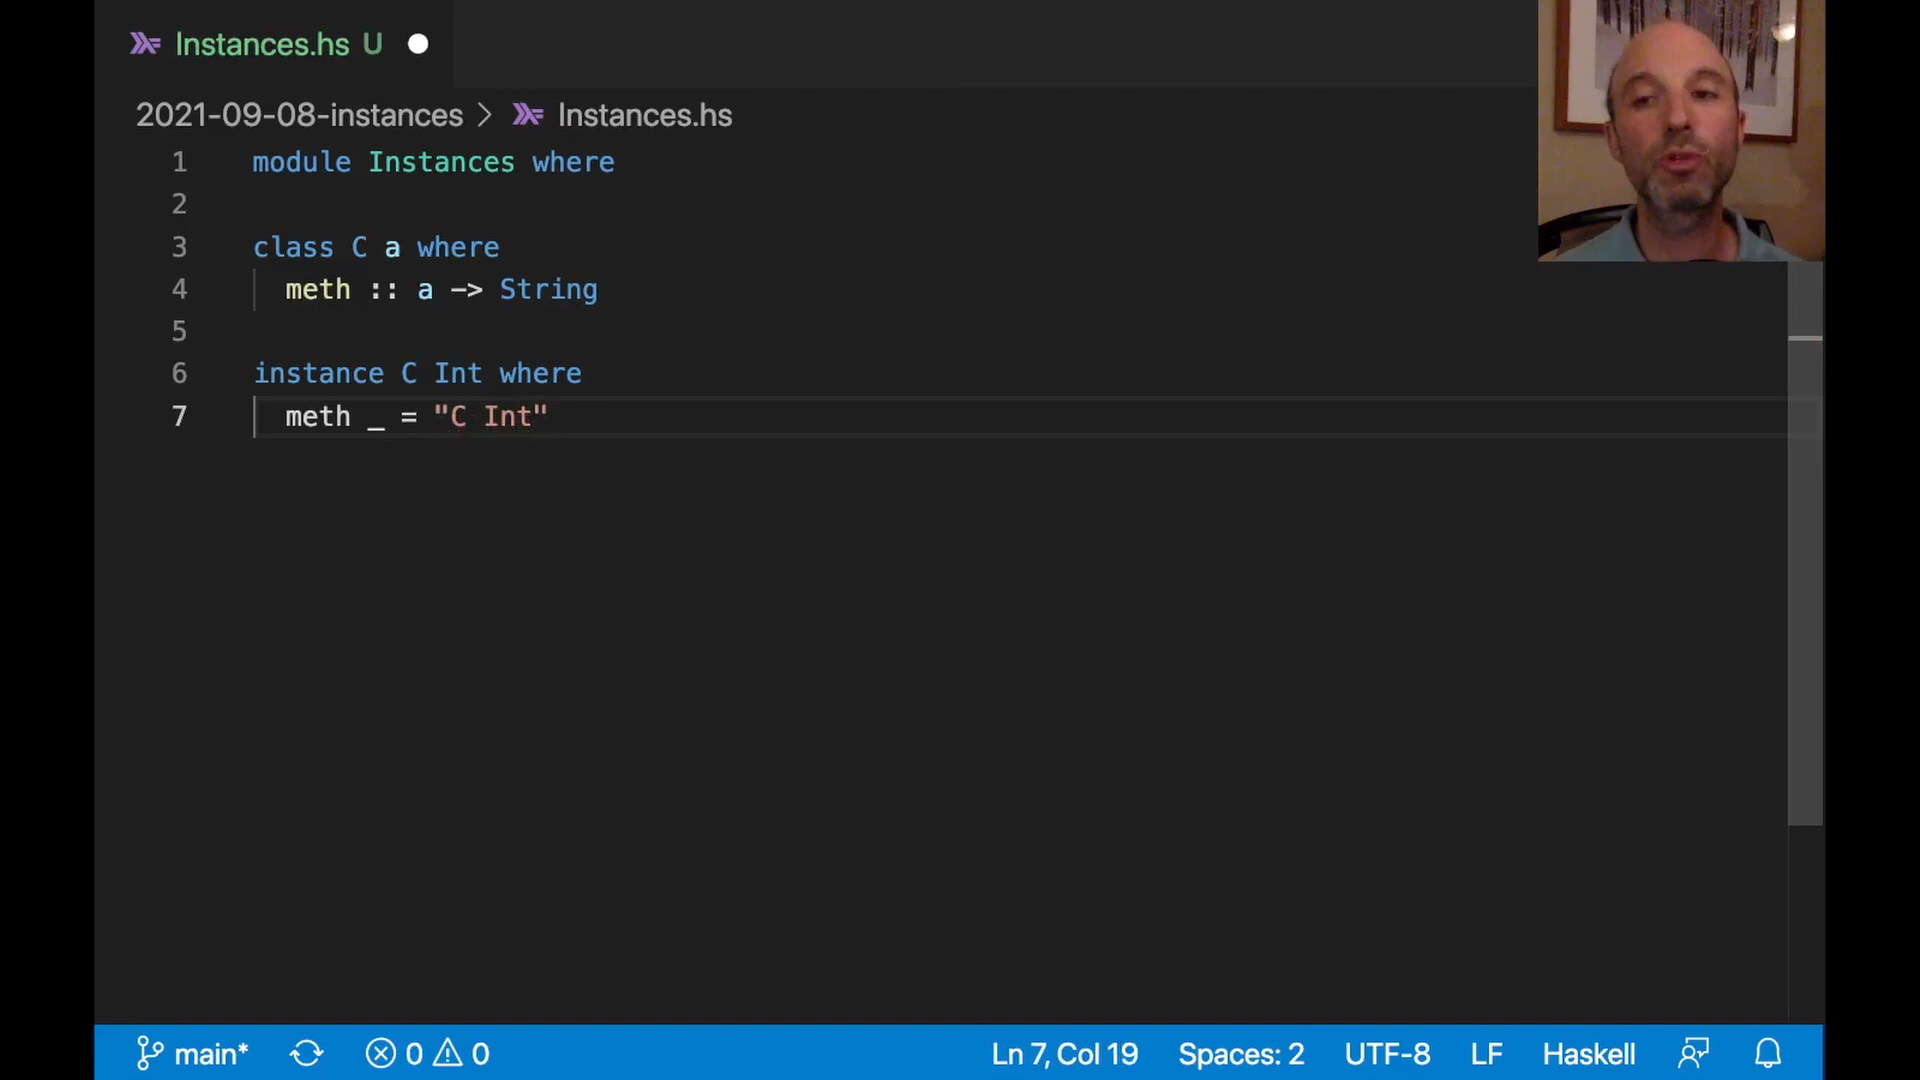 Instances.hs U
2021-09-08-instances > Instances.hs
1 module Instances where
2
3 class C a where
4 meth :: a -> String
5
6 instance C Int where
7 meth _ = "C Int"
main* 0 0 Ln 7, Col 19 Spaces: 2 UTF-8 LF Haskell